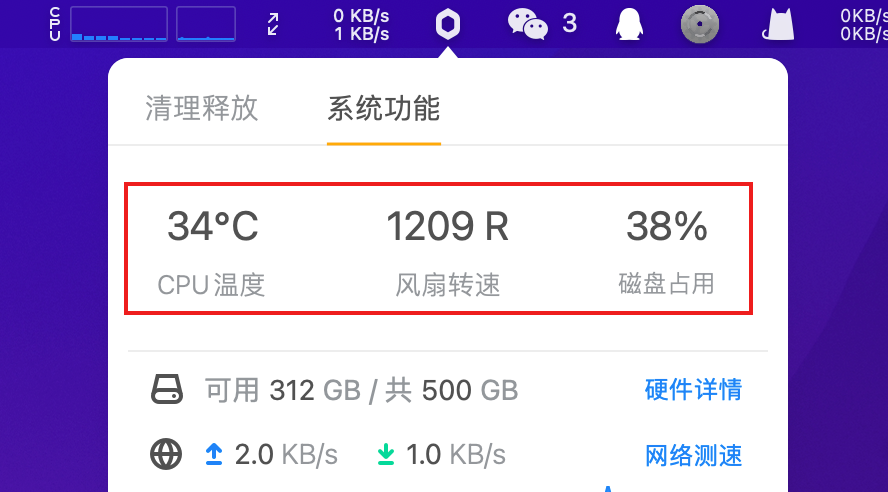 CPU
0 KB/s
1 KB/s
3
0KB/s
0KB/s
清理释放 系统功能
34°C 1209 R 38%
CPU温度 风扇转速 磁盘占用
可用 312 GB / 共 500 GB 硬件详情
2.0 KB/s 1.0 KB/s 网络测速